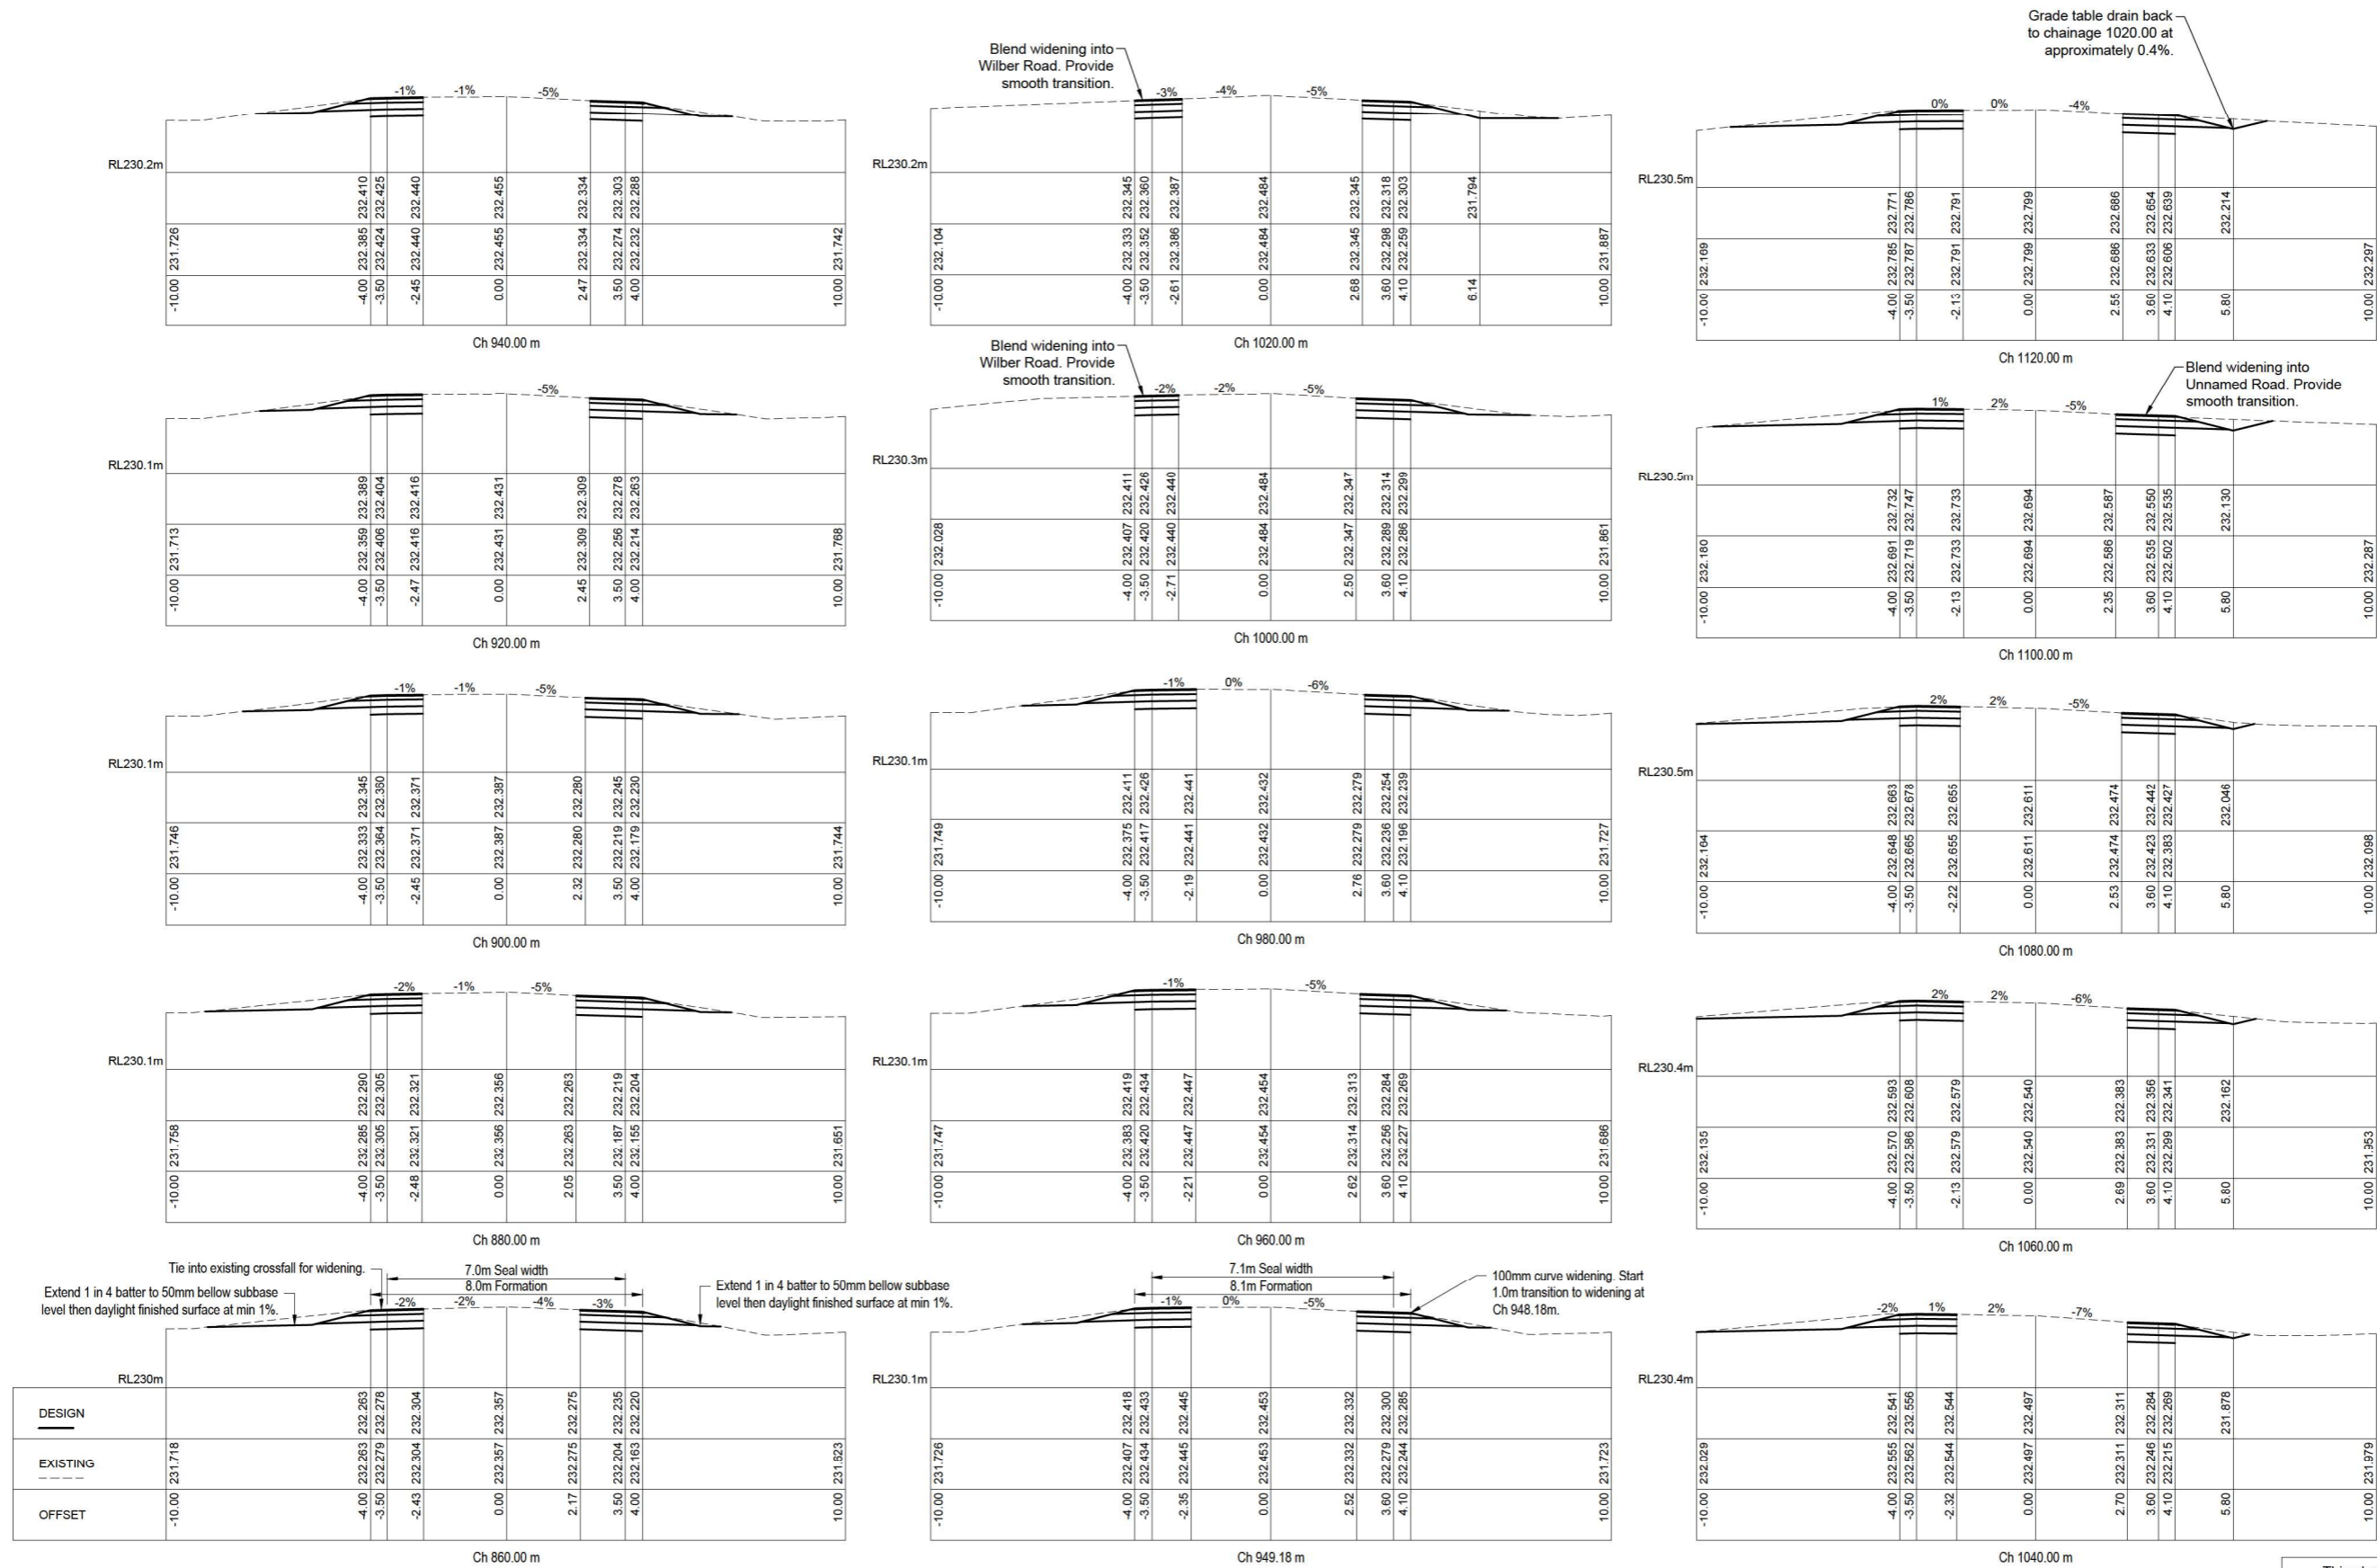 Blend widening into
Wilber Road. Provide
smooth transition.
Grade table drain back
to chainage 1020.00 at
approximately 0.4%.
-1% -1% -5%
RL230.2m
232.410 232.425 232.440 232.455 232.334 232.303 232.288
231.726 232.385 232.424 232.440 232.455 232.334 232.274 232.232 231.742
-10.00 -4.00 -3.50 -2.45 0.00 2.47 3.50 4.00 10.00
Ch 940.00 m
-3% -4% -5%
RL230.2m
232.345 232.360 232.387 232.484 232.345 232.318 232.303 231.794
232.104 232.333 232.352 232.386 232.484 232.345 232.298 232.259 231.887
-10.00 -4.00 -3.50 -2.61 0.00 2.68 3.60 4.10 6.14 10.00
Ch 1020.00 m
0% 0% -4%
RL230.5m
232.771 232.786 232.791 232.799 232.686 232.654 232.639 232.214
232.169 232.785 232.787 232.791 232.799 232.686 232.633 232.606 232.297
-10.00 -4.00 -3.50 -2.13 0.00 2.55 3.60 4.10 5.80 10.00
Ch 1120.00 m
-5%
RL230.1m
232.389 232.404 232.416 232.431 232.309 232.278 232.263
231.713 232.359 232.406 232.416 232.431 232.309 232.256 232.214 231.768
-10.00 -4.00 -3.50 -2.47 0.00 2.45 3.50 4.00 10.00
Ch 920.00 m
Blend widening into
Wilber Road. Provide
smooth transition.
-2% -2% -5%
RL230.3m
232.411 232.426 232.440 232.484 232.347 232.314 232.299
232.028 232.407 232.420 232.440 232.484 232.347 232.289 232.286 231.861
-10.00 -4.00 -3.50 -2.71 0.00 2.50 3.60 4.10 10.00
Ch 1000.00 m
Blend widening into
Unnamed Road. Provide
smooth transition.
1% 2% -5%
RL230.5m
232.732 232.747 232.733 232.694 232.587 232.550 232.535 232.130
232.180 232.691 232.719 232.733 232.694 232.586 232.535 232.502 232.287
-10.00 -4.00 -3.50 -2.13 0.00 2.35 3.60 4.10 5.80 10.00
Ch 1100.00 m
-1% -1% -5%
RL230.1m
232.345 232.360 232.371 232.387 232.280 232.245 232.230
231.746 232.333 232.364 232.371 232.387 232.280 232.219 232.179 231.744
-10.00 -4.00 -3.50 -2.45 0.00 2.32 3.50 4.00 10.00
Ch 900.00 m
-1% 0% -6%
RL230.1m
232.411 232.426 232.441 232.432 232.279 232.254 232.239
231.749 232.375 232.417 232.441 232.432 232.279 232.236 232.196 231.727
-10.00 -4.00 -3.50 -2.19 0.00 2.76 3.60 4.10 10.00
Ch 980.00 m
2% 2% -5%
RL230.5m
232.663 232.678 232.655 232.611 232.474 232.442 232.427 232.046
232.164 232.648 232.665 232.655 232.611 232.474 232.423 232.383 232.098
-10.00 -4.00 -3.50 -2.22 0.00 2.53 3.60 4.10 5.80 10.00
Ch 1080.00 m
-2% -1% -5%
RL230.1m
232.290 232.305 232.321 232.356 232.263 232.219 232.204
231.758 232.285 232.305 232.321 232.356 232.263 232.187 232.155 231.651
-10.00 -4.00 -3.50 -2.48 0.00 2.05 3.50 4.00 10.00
Ch 880.00 m
-1% -5%
RL230.1m
232.419 232.434 232.447 232.454 232.313 232.284 232.269
231.747 232.383 232.420 232.447 232.454 232.314 232.256 232.227 231.686
-10.00 -4.00 -3.50 -2.21 0.00 2.62 3.60 4.10 10.00
Ch 960.00 m
2% 2% -6%
RL230.4m
232.593 232.608 232.579 232.540 232.383 232.356 232.341 232.162
232.135 232.570 232.586 232.579 232.540 232.383 232.331 232.299 231.953
-10.00 -4.00 -3.50 -2.13 0.00 2.69 3.60 4.10 5.80 10.00
Ch 1060.00 m
Tie into existing crossfall for widening.
7.0m Seal width
8.0m Formation
Extend 1 in 4 batter to 50mm bellow subbase
level then daylight finished surface at min 1%.
Extend 1 in 4 batter to 50mm bellow subbase
level then daylight finished surface at min 1%.
-2% -2% -4% -3%
RL230m
DESIGN
232.263 232.278 232.304 232.357 232.275 232.235 232.220
EXISTING
231.718 232.263 232.279 232.304 232.357 232.275 232.204 232.163 231.623
OFFSET
-10.00 -4.00 -3.50 -2.43 0.00 2.17 3.50 4.00 10.00
Ch 860.00 m
7.1m Seal width
8.1m Formation
100mm curve widening. Start
1.0m transition to widening at
Ch 948.18m.
-1% 0% -5%
RL230.1m
232.418 232.433 232.445 232.453 232.332 232.300 232.285
231.726 232.407 232.434 232.445 232.453 232.332 232.279 232.244 231.723
-10.00 -4.00 -3.50 -2.35 0.00 2.52 3.60 4.10 10.00
Ch 949.18 m
-2% 1% 2% -7%
RL230.4m
232.541 232.556 232.544 232.497 232.311 232.284 232.269 231.878
232.029 232.555 232.562 232.544 232.497 232.311 232.246 232.215 231.979
-10.00 -4.00 -3.50 -2.32 0.00 2.70 3.60 4.10 5.80 10.00
Ch 1040.00 m